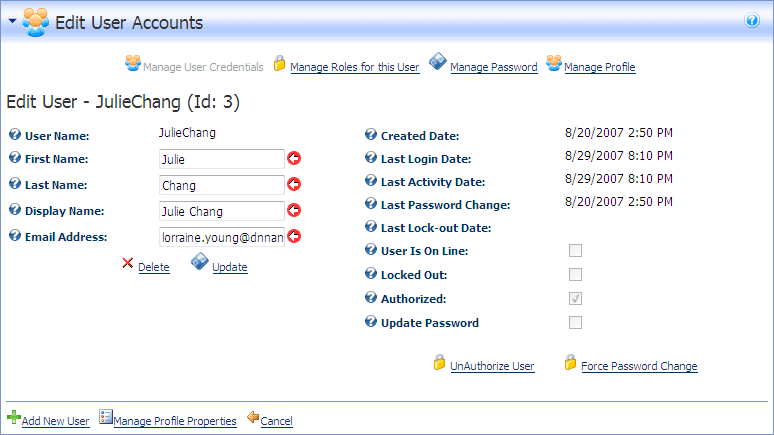 Edit User Accounts
Manage User Credentials Manage Roles for this User Manage Password Manage Profile
Edit User - JulieChang (Id: 3)
User Name: JulieChang
First Name: Julie
Last Name: Chang
Display Name: Julie Chang
Email Address: lorraine.young@dnnan
Delete Update
Created Date: 8/20/2007 2:50 PM
Last Login Date: 8/29/2007 8:10 PM
Last Activity Date: 8/29/2007 8:10 PM
Last Password Change: 8/20/2007 2:50 PM
Last Lock-out Date:
User Is On Line:
Locked Out:
Authorized:
Update Password
UnAuthorize User Force Password Change
Add New User Manage Profile Properties Cancel